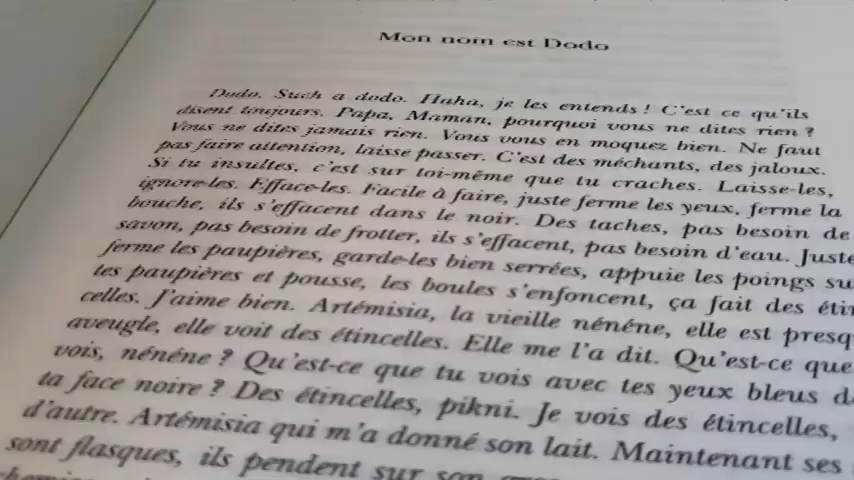 Mon nom est Dodo
Dodo. Such a dodo. Haha, je les entends ! C'est ce qu'ils
disent toujours. Papa, Maman, pourquoi vous ne dites rien ?
Vous ne dites jamais rien. Vous vous en moquez bien. Ne faut
pas faire attention, laisse passer. C'est des méchants, des jaloux.
Si tu insultes, c'est sur toi-même que tu craches. Laisse-les,
ignore-les. Efface-les. Facile à faire, juste ferme les yeux, ferme la
bouche, ils s'effacent dans le noir. Des taches, pas besoin de
savon, pas besoin de frotter, ils s'effacent, pas besoin d'eau. Juste
ferme les paupières, garde-les bien serrées, appuie les poings su
tes paupières et pousse, les boules s'enfoncent, ça fait des étin
celles. J'aime bien. Artémisia, la vieille nénéne, elle est presq
aveugle, elle voit des étincelles. Elle me l'a dit. Qu'est-ce que
vois, nénéne ? Qu'est-ce que tu vois avec tes yeux bleus d
ta face noire ? Des étincelles, pikni. Je vois des étincelles,
d'autre. Artémisia qui m'a donné son lait. Maintenant ses
sont flasques, ils pendent sur son